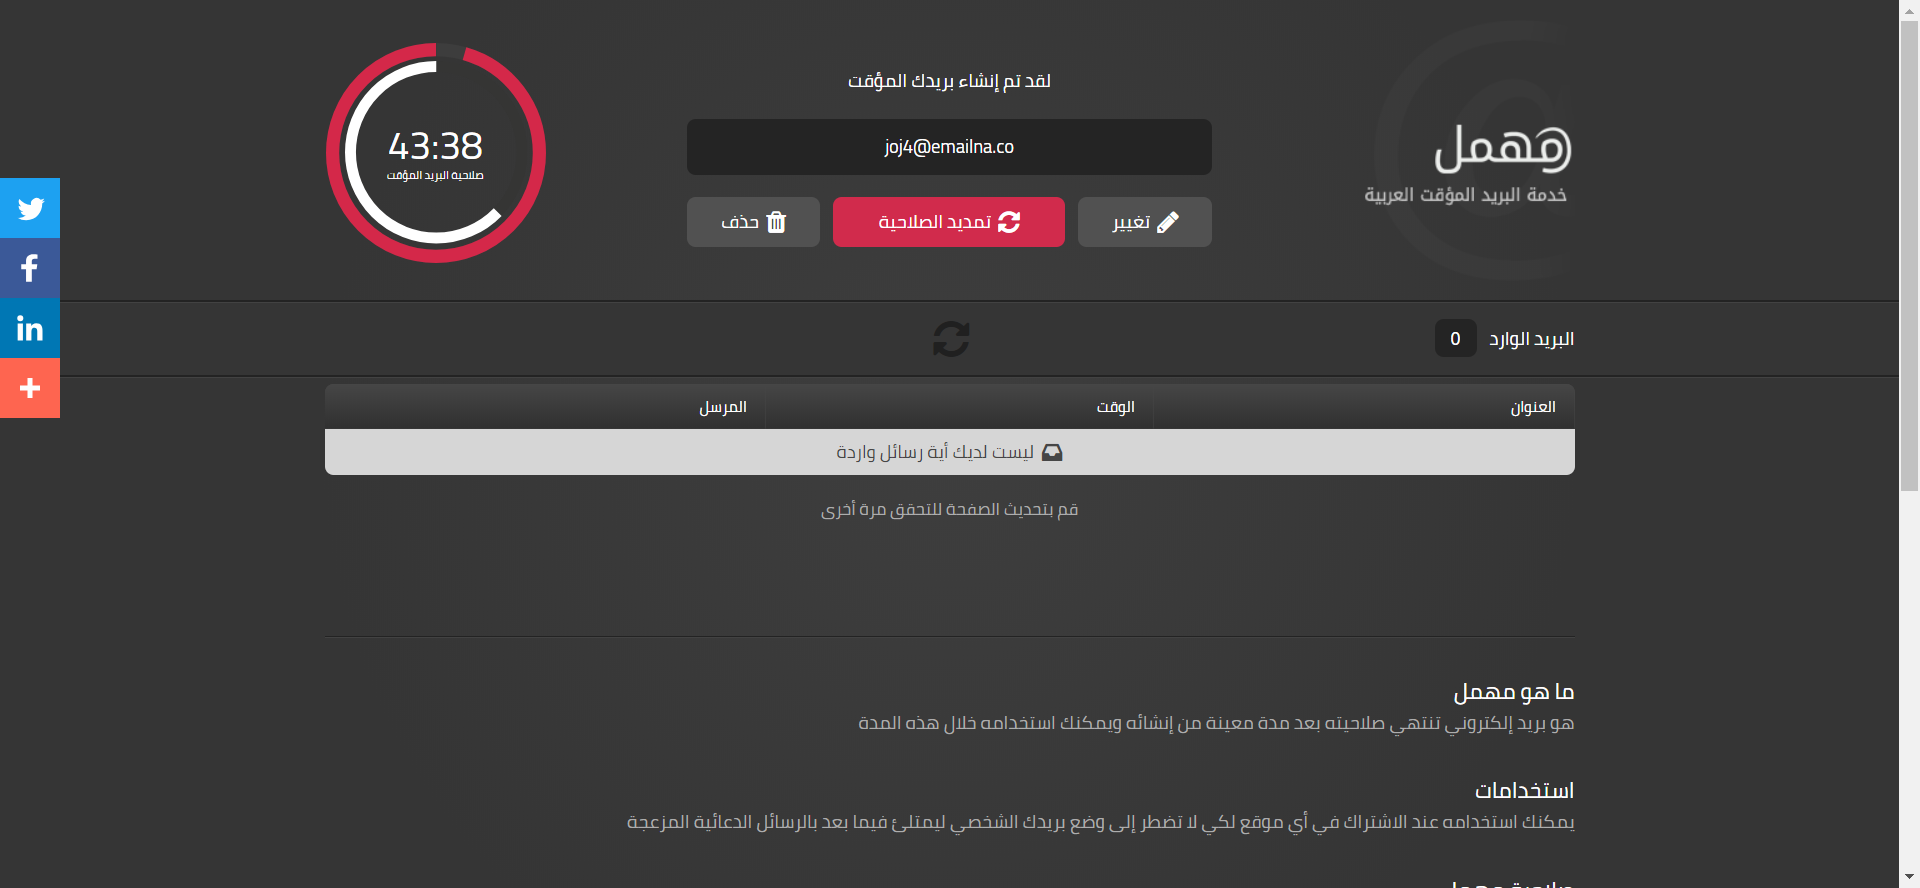 مهمل
خدمة البريد المؤقت العربية
لقد تم إنشاء بريدك المؤقت
joj4@emailna.co
تغيير
تمديد الصلاحية
حذف
43:38
صلاحية البريد المؤقت
البريد الوارد 0
العنوان
الوقت
المرسل
ليست لديك أية رسائل واردة
قم بتحديث الصفحة للتحقق مرة أخرى
ما هو مهمل
هو بريد إلكتروني تنتهي صلاحيته بعد مدة معينة من إنشائه ويمكنك استخدامه خلال هذه المدة
استخدامات
يمكنك استخدامه عند الاشتراك في أي موقع لكي لا تضطر إلى وضع بريدك الشخصي ليمتلئ فيما بعد بالرسائل الدعائية المزعجة